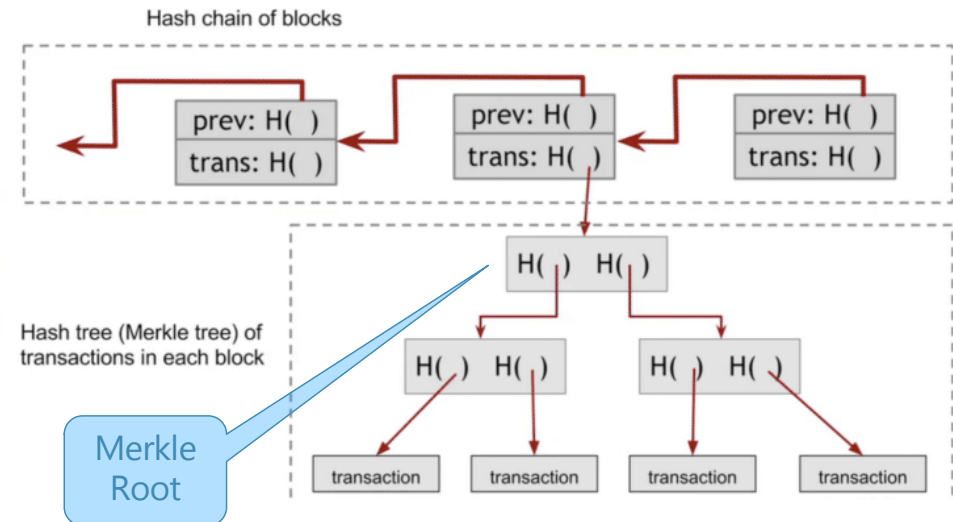 Hash chain of blocks
prev: H( )
trans: H( )
prev: H( )
trans: H( )
prev: H( )
trans: H( )
H( ) H( )
Hash tree (Merkle tree) of
transactions in each block
H( ) H( )
H( ) H( )
Merkle
Root
transaction
transaction
transaction
transaction